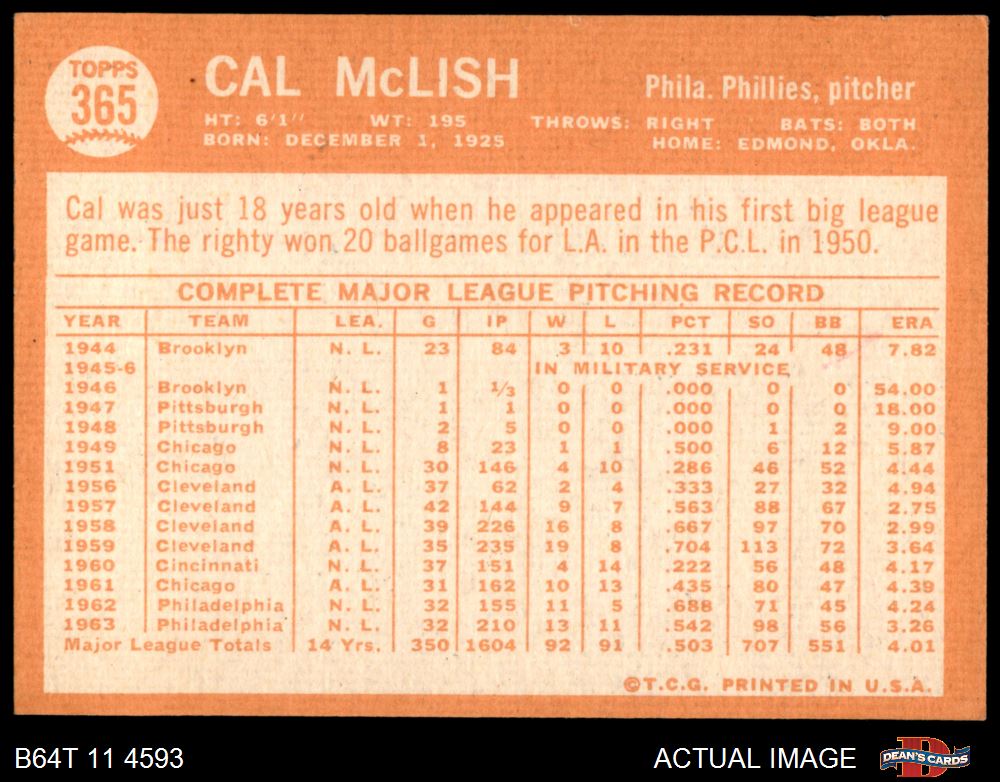 TOPPS
365
CAL McLISH
Phila. Phillies, pitcher
HT: 6'1" WT: 195 THROWS: RIGHT BATS: BOTH
BORN: DECEMBER 1, 1925 HOME: EDMOND, OKLA.
Cal was just 18 years old when he appeared in his first big league
game. The righty won 20 ballgames for L.A. in the P.C.L. in 1950.
COMPLETE MAJOR LEAGUE PITCHING RECORD
YEAR TEAM LEA. G IP W L PCT SO BB ERA
1944 Brooklyn N. L. 23 84 3 10 .231 24 48 7.82
1945-6 IN MILITARY SERVICE
1946 Brooklyn N. L. 1 1/3 0 0 .000 0 0 54.00
1947 Pittsburgh N. L. 1 1 0 0 .000 0 0 18.00
1948 Pittsburgh N. L. 2 5 0 0 .000 1 2 9.00
1949 Chicago N. L. 8 23 1 1 .500 6 12 5.87
1951 Chicago N. L. 30 146 4 10 .286 46 52 4.44
1956 Cleveland A. L. 37 62 2 4 .333 27 32 4.94
1957 Cleveland A. L. 42 144 9 7 .563 88 67 2.75
1958 Cleveland A. L. 39 226 16 8 .667 97 70 2.99
1959 Cleveland A. L. 35 235 19 8 .704 113 72 3.64
1960 Cincinnati N. L. 37 151 4 14 .222 56 48 4.17
1961 Chicago A. L. 31 162 10 13 .435 80 47 4.39
1962 Philadelphia N. L. 32 155 11 5 .688 71 45 4.24
1963 Philadelphia N. L. 32 210 13 11 .542 98 56 3.26
Major League Totals 14 Yrs. 350 1604 92 91 .503 707 551 4.01
©T.C.G. PRINTED IN U.S.A.
B64T 11 4593 ACTUAL IMAGE
D
DEAN'S CARDS